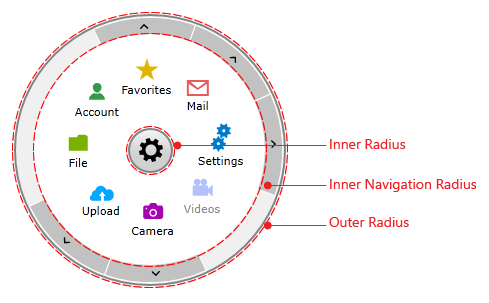 Favorites
Mail
Account
Inner Radius
File
Settings
Inner Navigation Radius
Upload
Videos
Outer Radius
Camera